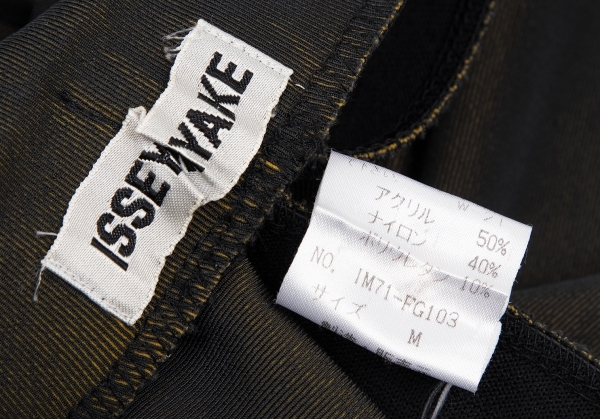 ISSEY MIYAKE
アクリル 50%
ナイロン 40%
ポリウレタン 10%
NO. IM71-FG103
サイズ M